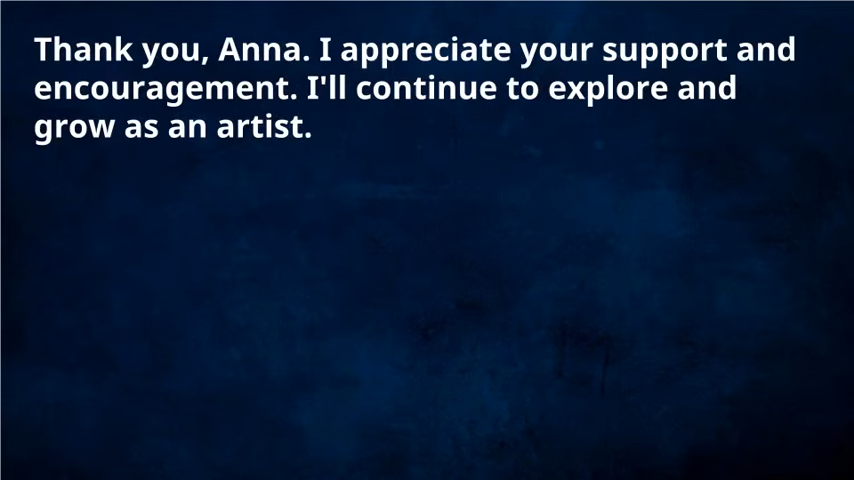 Thank you, Anna. I appreciate your support and
encouragement. I'll continue to explore and
grow as an artist.